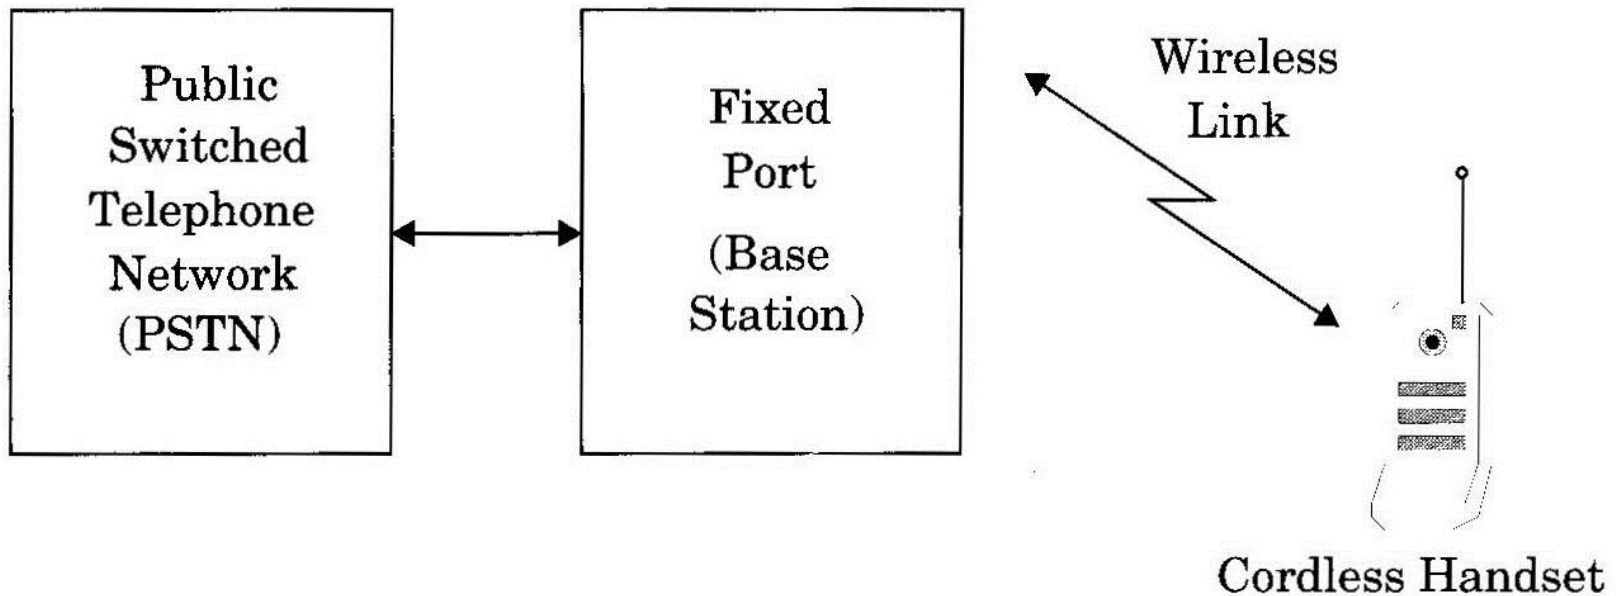 Public
Switched
Telephone
Network
(PSTN)
Fixed
Port
(Base
Station)
Wireless
Link
Cordless Handset